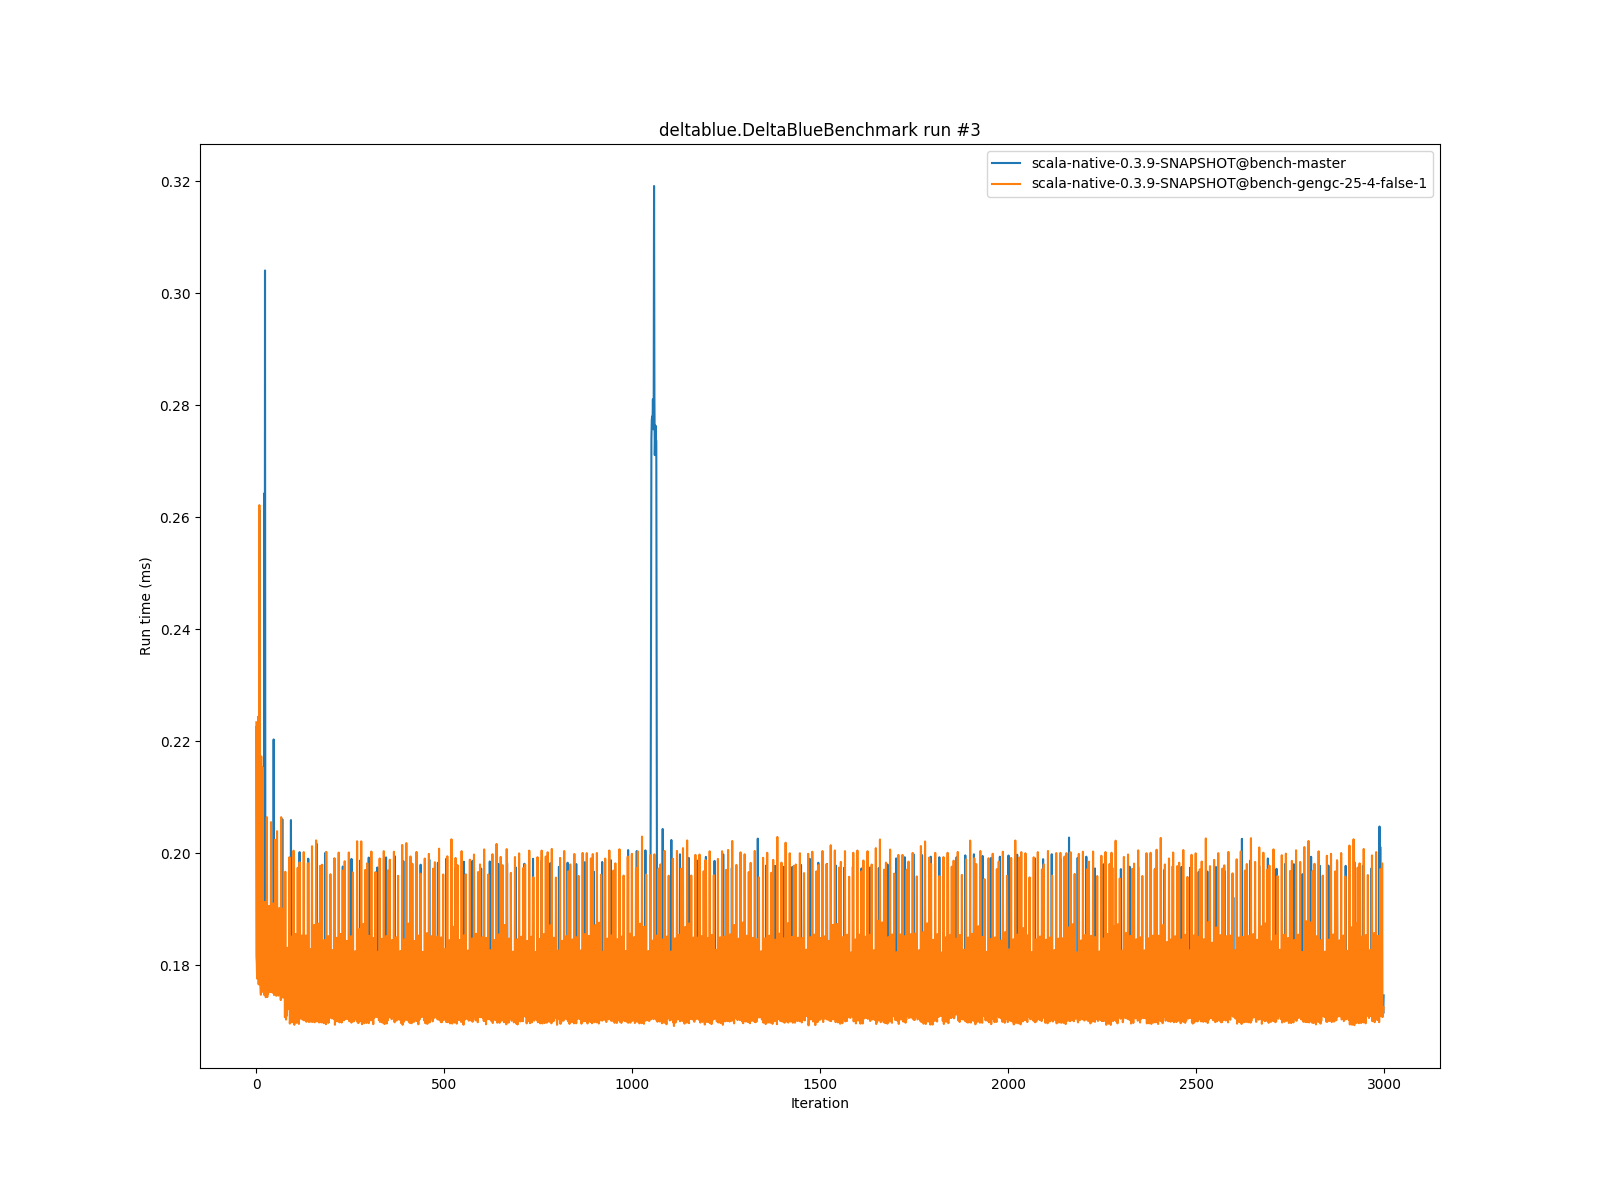 deltablue.DeltaBlueBenchmark run #3
scala-native-0.3.9-SNAPSHOT@bench-master
scala-native-0.3.9-SNAPSHOT@bench-gengc-25-4-false-1
0.32
0.30
0.28
0.26
0.24
0.22
0.20
0.18
Run time (ms)
0 500 1000 1500 2000 2500 3000
Iteration